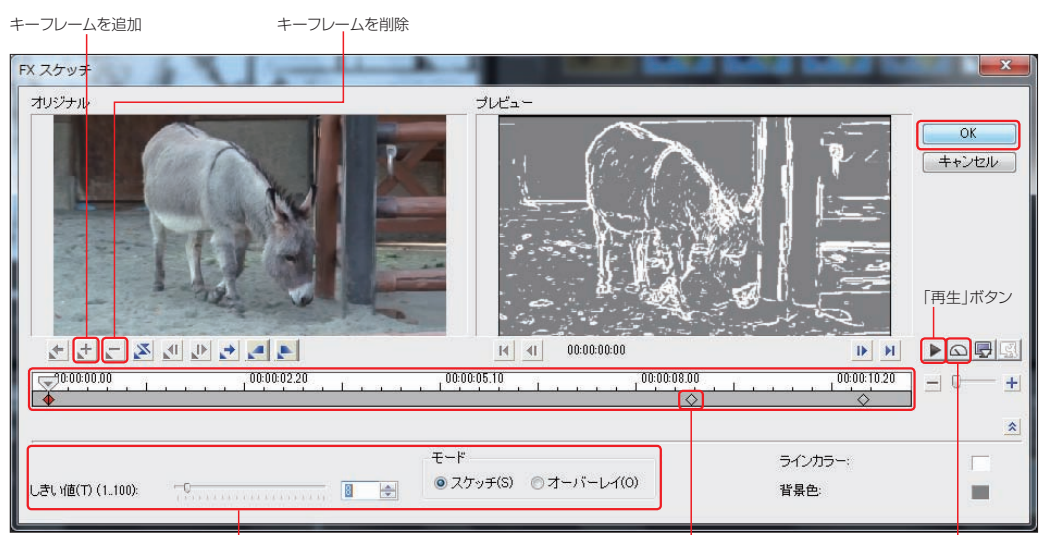 キーフレームを追加
キーフレームを削除
FX スケッチ
オリジナル
プレビュー
OK
キャンセル
「再生」ボタン
00:00:00:00
00:00:02.20
00:00:05.10
00:00:08.00
00:00:10.20
モード
しきい値(T) (1..100):
8
スケッチ(S)
オーバーレイ(O)
ラインカラー:
背景色: